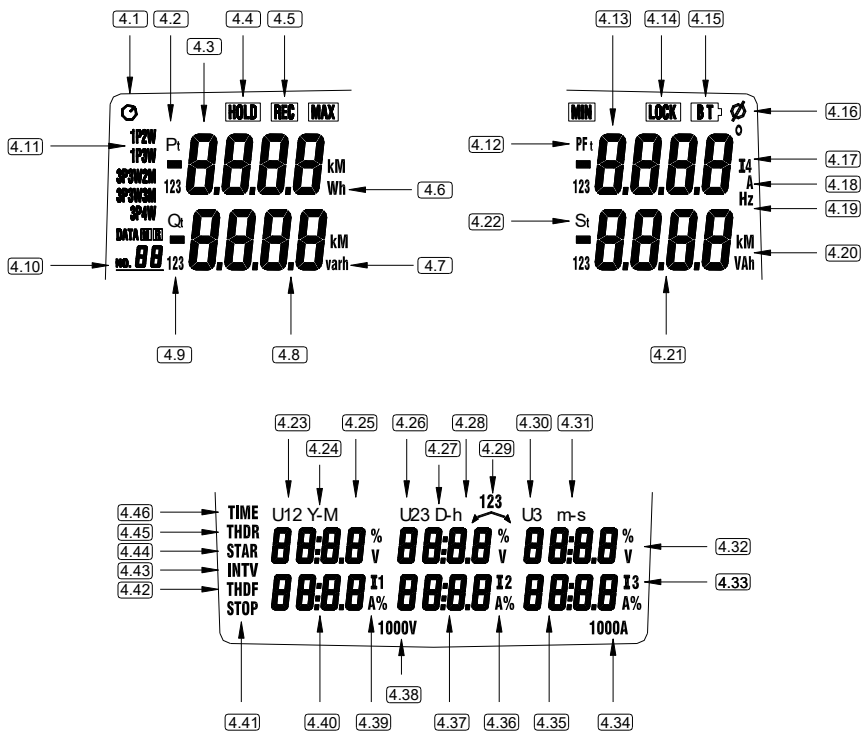 4.1 4.2 4.3 4.4 4.5
HOLD REC MAX
4.11
1P2W
1P3W
3P3W2M
3P3W3M
3P4W
Pt
123
8.8.8.8
kM
Wh
4.6
DATA
NO. 88
4.10
Qt
123
8.8.8.8
kM
varh
4.7
4.9 4.8
4.13 4.14 4.15
MIN LOCK BT
4.16
4.12
PFt
123
8.8.8.8
°
I4
A
Hz
4.17
4.18
4.19
4.22
St
123
8.8.8.8
kM
VAh
4.20
4.21
4.23 4.24 4.25 4.26 4.27 4.28 4.29 4.30 4.31
123
4.46 TIME U12 Y-M U23 D-h U3 m-s
4.45 THDR
4.44 STAR
4.43 INTV
4.42 THDF
STOP
88:8.8 % V 88:8.8 % V 88:8.8 % V 4.32
88:8.8 I1 A% 88:8.8 I2 A% 88:8.8 I3 A% 4.33
1000V 1000A
4.41 4.40 4.39 4.38 4.37 4.36 4.35 4.34